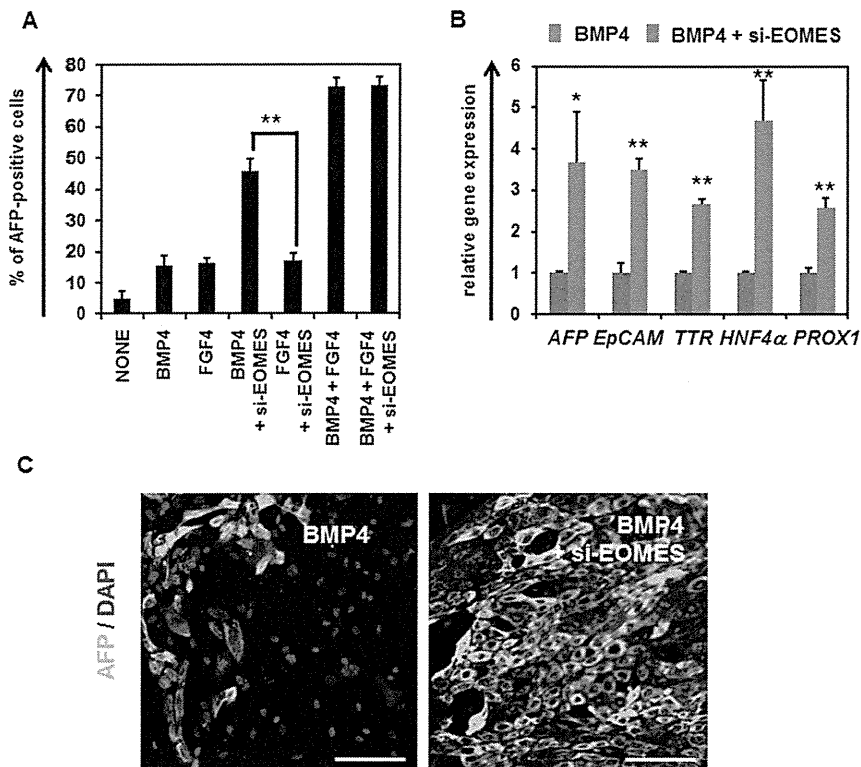 A
% of AFP-positive cells
80
70
60
50
40
30
20
10
0
**
NONE
BMP4
FGF4
BMP4
+ si-EOMES
FGF4
+ si-EOMES
BMP4 + FGF4
BMP4 + FGF4
+ si-EOMES
B
BMP4
BMP4 + si-EOMES
relative gene expression
6
5
4
3
2
1
0
*
**
**
**
**
AFP EpCAM TTR HNF4α PROX1
C
AFP / DAPI
BMP4
BMP4
si-EOMES